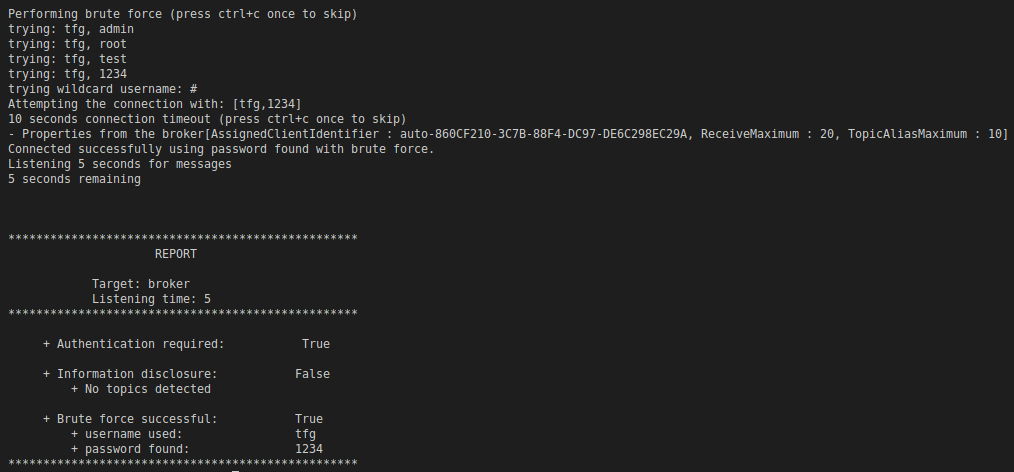 Performing brute force (press ctrl+c once to skip)
trying: tfg, admin
trying: tfg, root
trying: tfg, test
trying: tfg, 1234
trying wildcard username: #
Attempting the connection with: [tfg,1234]
10 seconds connection timeout (press ctrl+c once to skip)
- Properties from the broker[AssignedClientIdentifier : auto-860CF210-3C7B-88F4-DC97-DE6C298EC29A, ReceiveMaximum : 20, TopicAliasMaximum : 10]
Connected successfully using password found with brute force.
Listening 5 seconds for messages
5 seconds remaining
**************************************************
REPORT
Target: broker
Listening time: 5
**************************************************
+ Authentication required: True
+ Information disclosure: False
+ No topics detected
+ Brute force successful: True
+ username used: tfg
+ password found: 1234
**************************************************